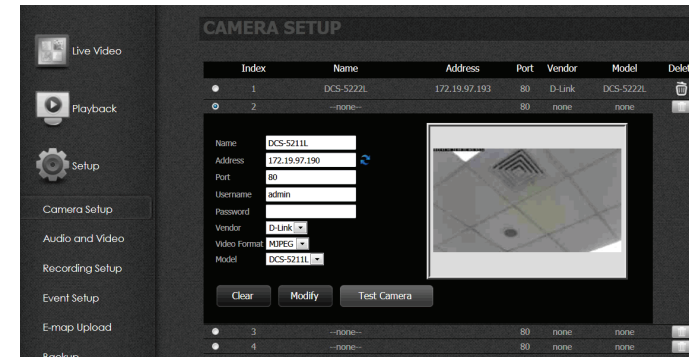 CAMERA SETUP
Live Video
Playback
Setup
Camera Setup
Audio and Video
Recording Setup
Event Setup
E-map Upload
Backup
Index Name Address Port Vendor Model Delet
1 DCS-5222L 172.19.97.193 80 D-Link DCS-5222L
2 --none-- 80 none none
Name DCS-5211L
Address 172.19.97.190
Port 80
Username admin
Password
Vendor D-Link
Video Format MJPEG
Model DCS-5211L
Clear Modify Test Camera
3 --none-- 80 none none
4 --none-- 80 none none